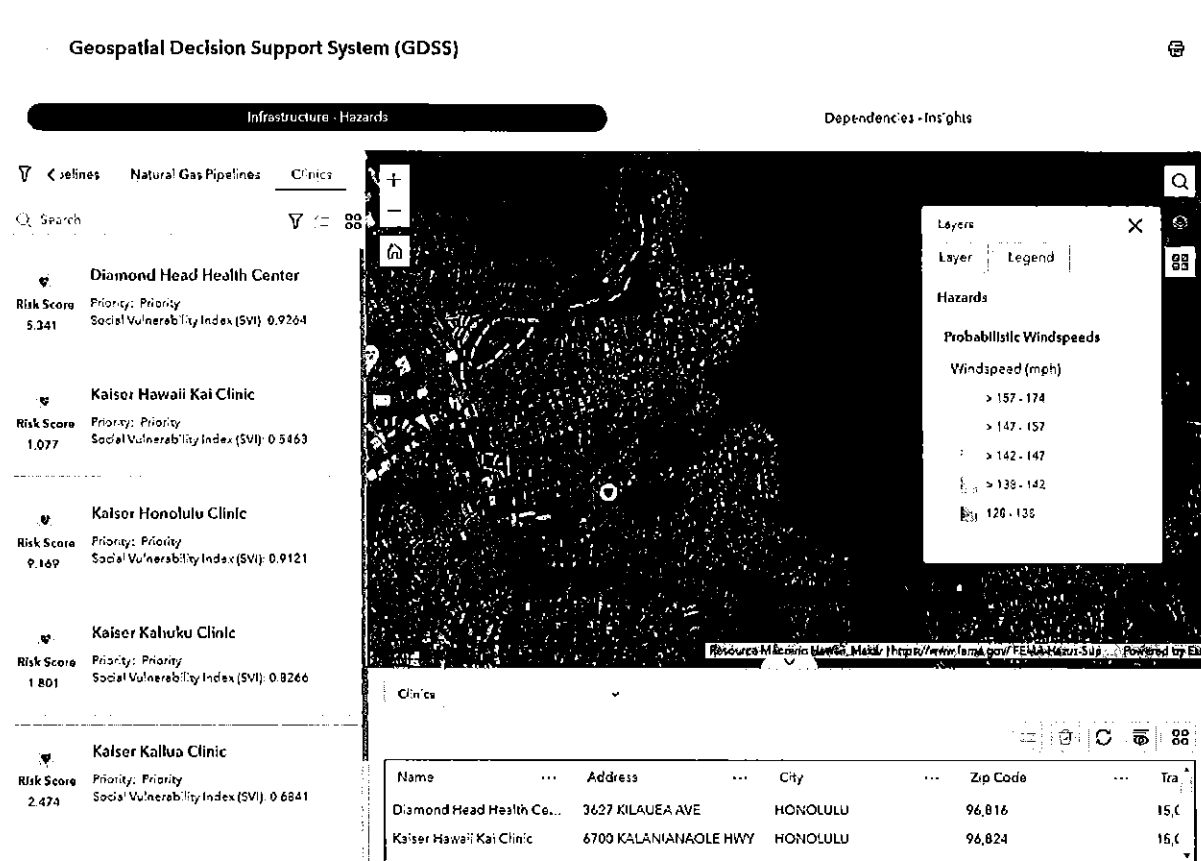 Geospatial Decision Support System (GDSS)
Infrastructure - Hazards
Dependencies - Insights
Natural Gas Pipelines
Clinics
Search
Diamond Head Health Center
Risk Score
5.341
Priority: Priority
Social Vulnerability Index (SVI): 0.9264
Kaiser Hawaii Kai Clinic
Risk Score
1.077
Priority: Priority
Social Vulnerability Index (SVI): 0.5463
Kaiser Honolulu Clinic
Risk Score
9.169
Priority: Priority
Social Vulnerability Index (SVI): 0.9121
Kaiser Kahuku Clinic
Risk Score
1.801
Priority: Priority
Social Vulnerability Index (SVI): 0.8266
Kaiser Kailua Clinic
Risk Score
2.474
Priority: Priority
Social Vulnerability Index (SVI): 0.6841
Layers
Layer
Legend
Hazards
Probabilistic Windspeeds
Windspeed (mph)
> 157 - 174
> 147 - 157
> 142 - 147
> 138 - 142
128 - 138
Powered by
Clinics
Name ... Address ... City ... Zip Code ... Tra
Diamond Head Health Ce... 3627 KILAUEA AVE HONOLULU 96,816
Kaiser Hawaii Kai Clinic 6700 KALANIANAOLE HWY HONOLULU 96,824